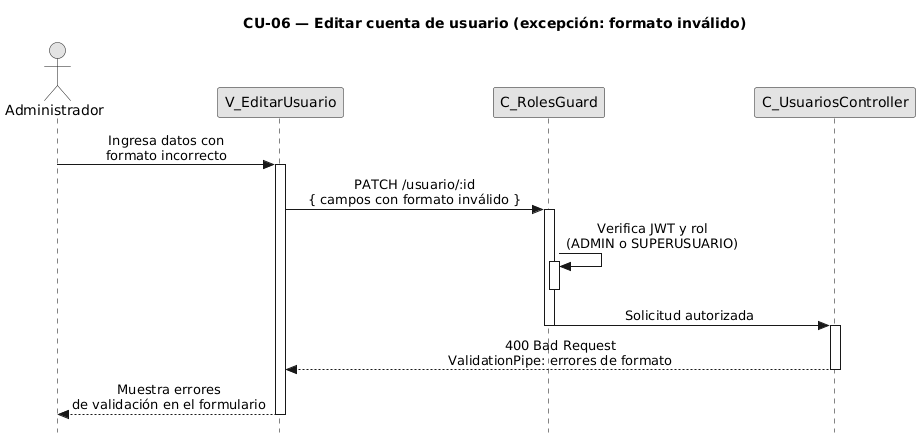 CU-06 — Editar cuenta de usuario (excepción: formato inválido)
Administrador
V_EditarUsuario
C_RolesGuard
C_UsuariosController
Ingresa datos con
formato incorrecto
PATCH /usuario/:id
{ campos con formato inválido }
Verifica JWT y rol
(ADMIN o SUPERUSUARIO)
Solicitud autorizada
400 Bad Request
ValidationPipe: errores de formato
Muestra errores
de validación en el formulario